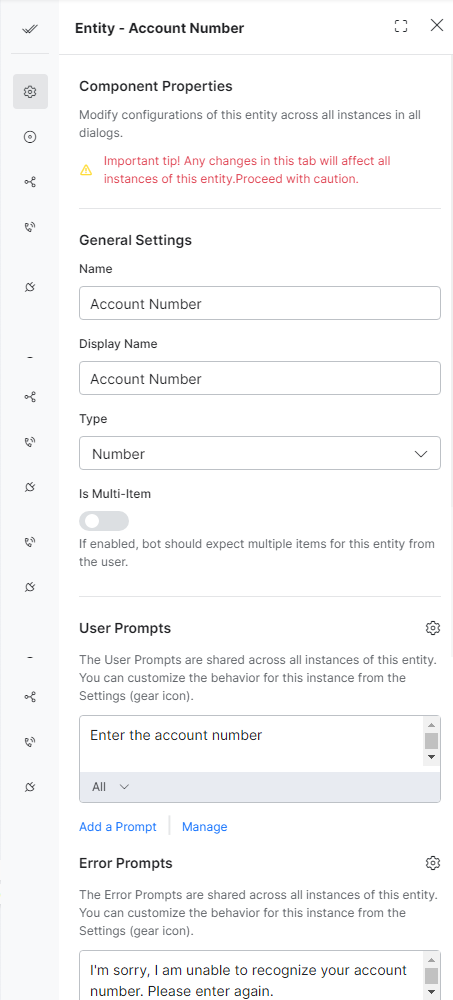 Entity - Account Number
Component Properties
Modify configurations of this entity across all instances in all
dialogs.
Important tip! Any changes in this tab will affect all
instances of this entity.Proceed with caution.
General Settings
Name
Account Number
Display Name
Account Number
Type
Number
Is Multi-Item
If enabled, bot should expect multiple items for this entity from
the user.
User Prompts
The User Prompts are shared across all instances of this entity.
You can customize the behavior for this instance from the
Settings (gear icon).
Enter the account number
All
Add a Prompt
Manage
Error Prompts
The Error Prompts are shared across all instances of this entity.
You can customize the behavior for this instance from the
Settings (gear icon).
I'm sorry, I am unable to recognize your account
number. Please enter again.